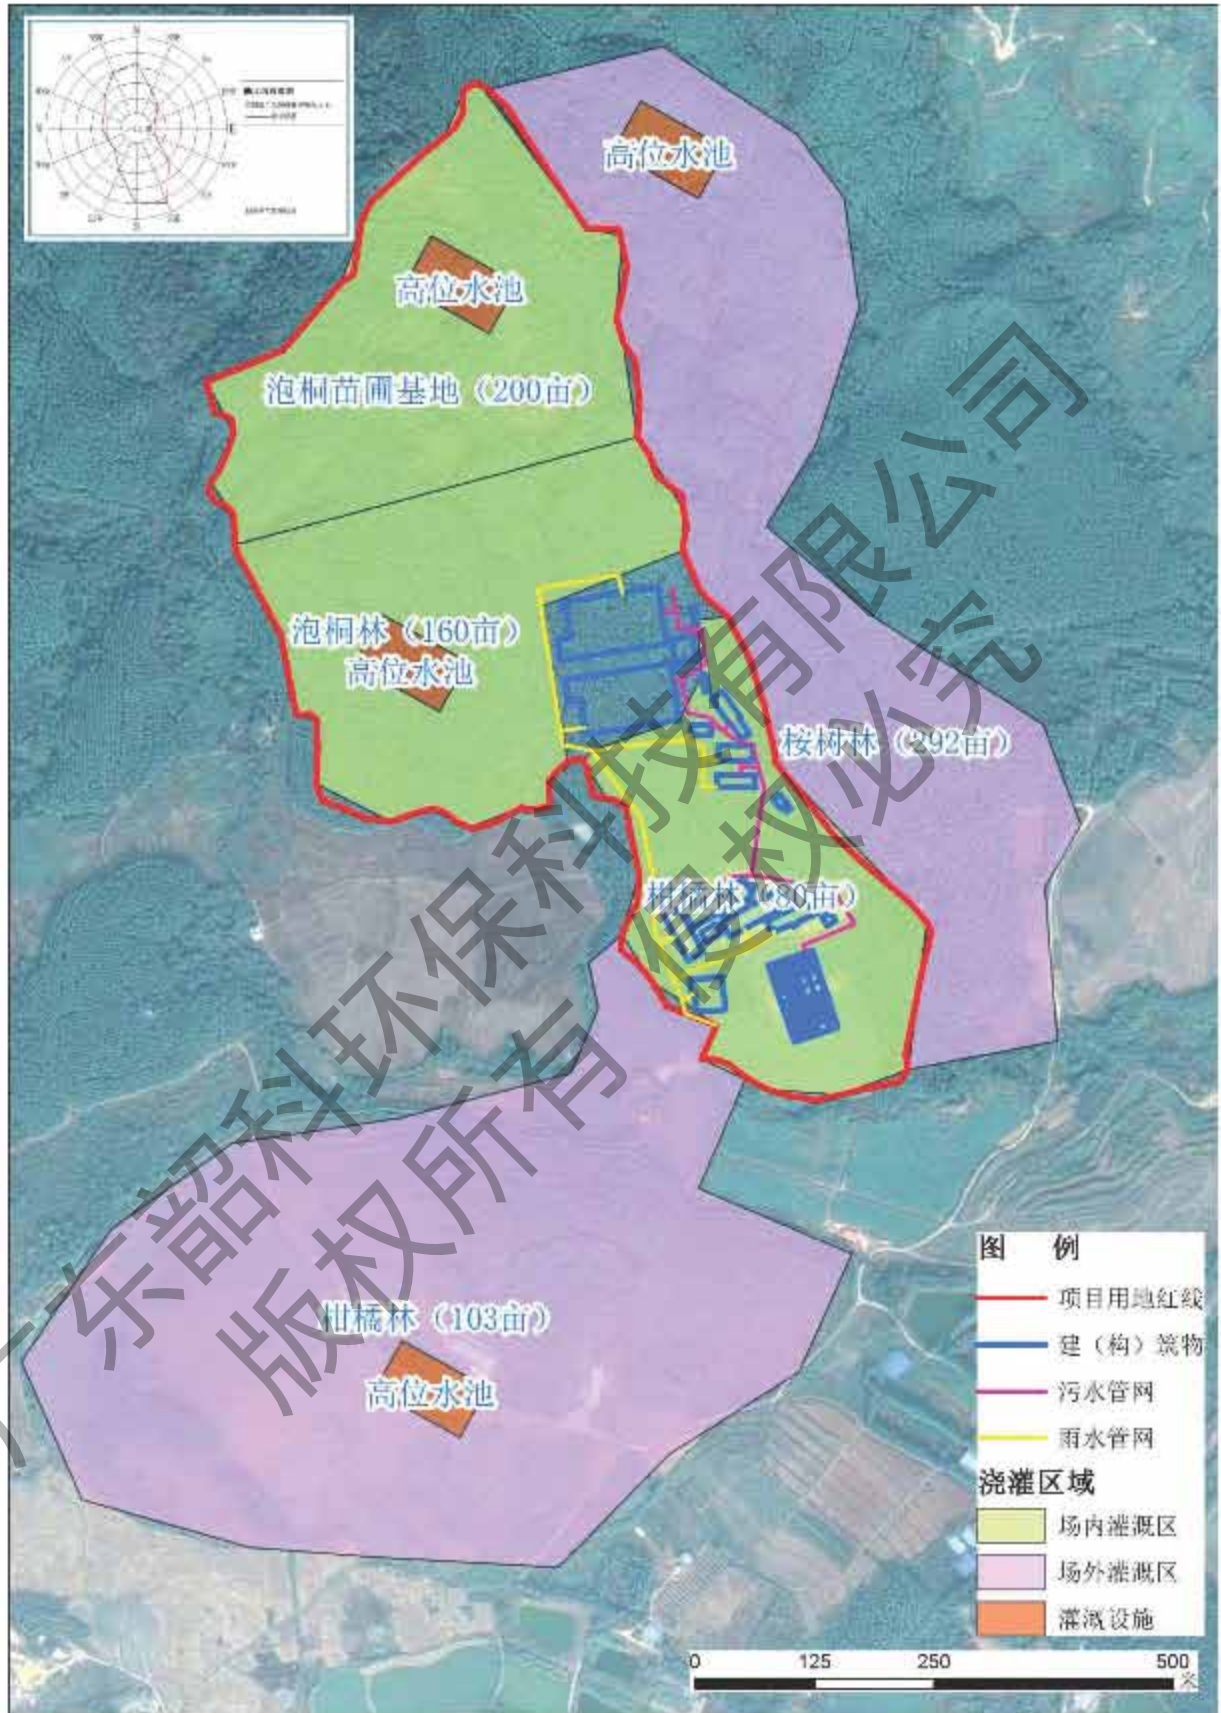 N
E
S
高位水池
高位水池
泡桐苗圃基地（200亩）
泡桐林（160亩）
高位水池
桉树林（292亩）
柑橘林（80亩）
柑橘林（103亩）
高位水池
图 例
项目用地红线
建（构）筑物
污水管网
雨水管网
浇灌区域
场内灌溉区
场外灌溉区
灌溉设施
0 125 250 500
米
广东韶科环保科技有限公司
版权所有 侵权必究